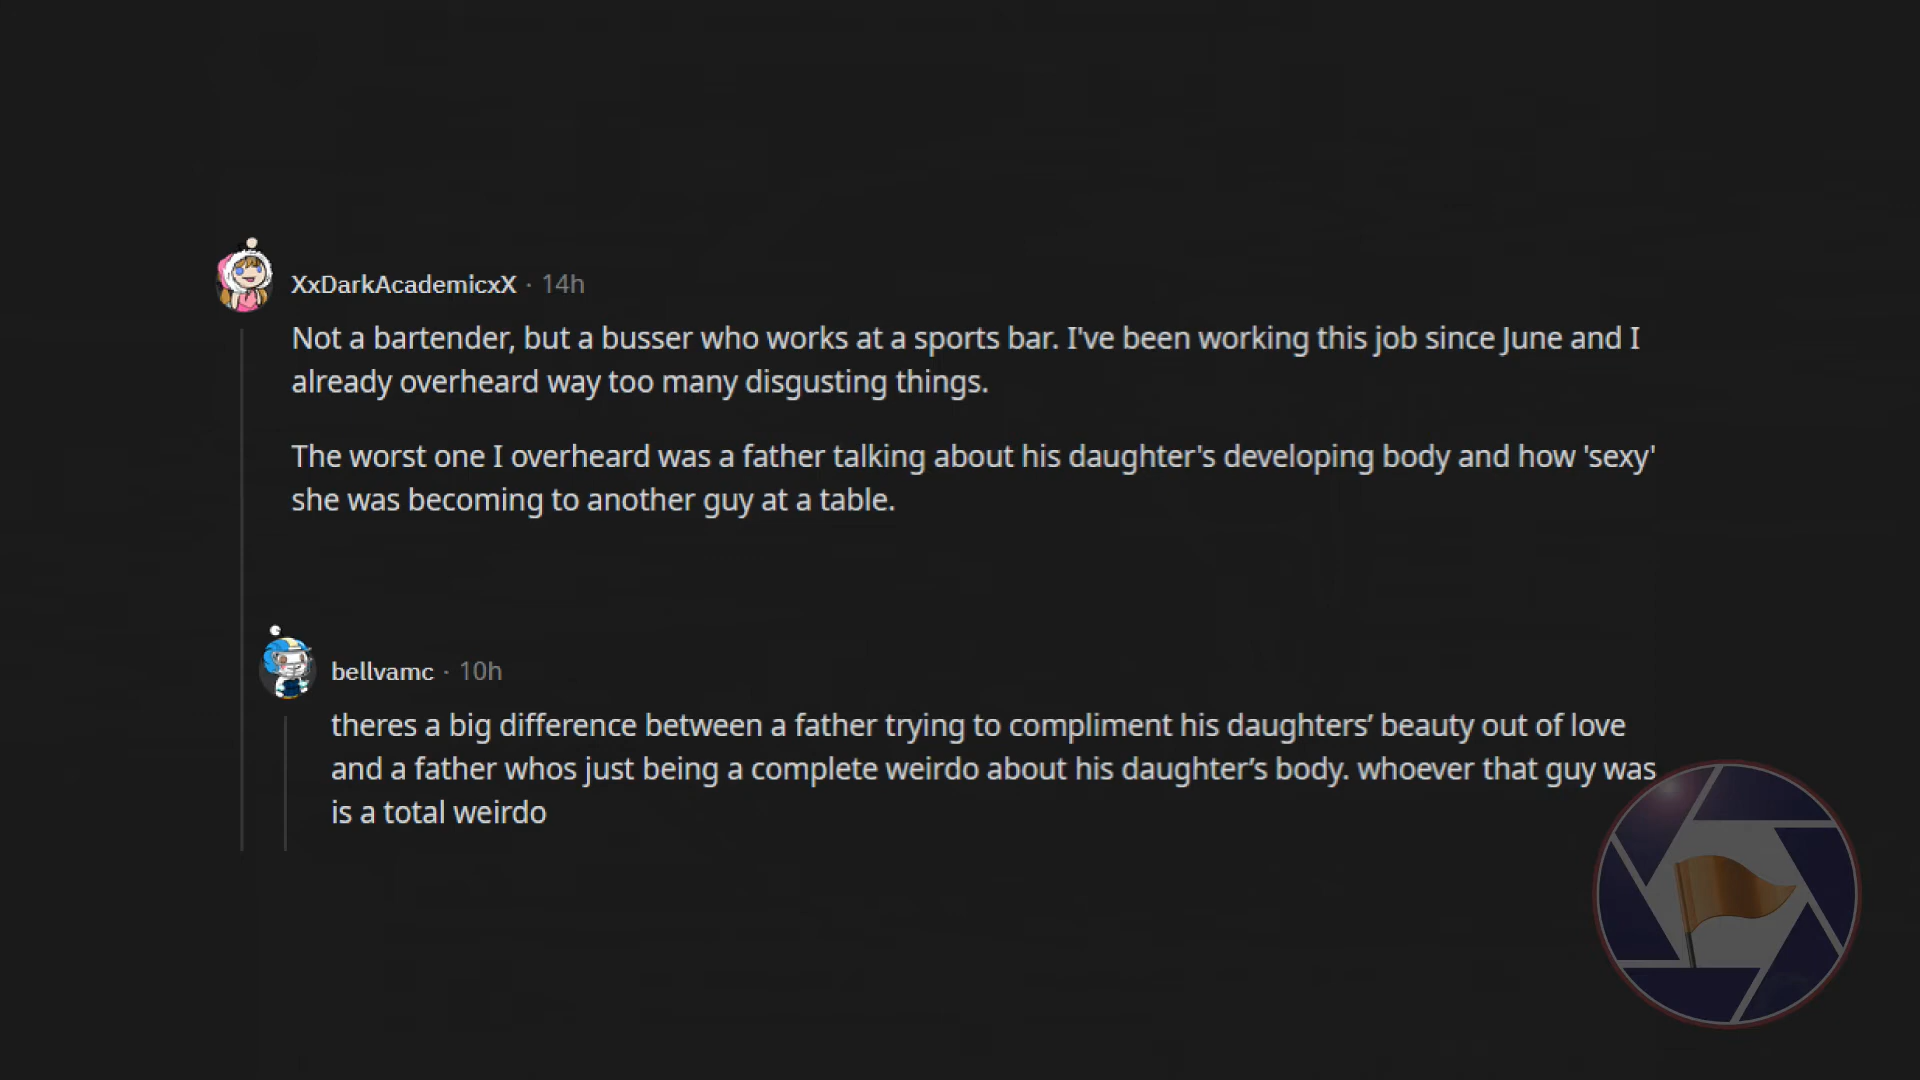 XxDarkAcademicxX · 14h
Not a bartender, but a busser who works at a sports bar. I've been working this job since June and I
already overheard way too many disgusting things.
The worst one I overheard was a father talking about his daughter's developing body and how 'sexy'
she was becoming to another guy at a table.
bellvamc · 10h
theres a big difference between a father trying to compliment his daughters’ beauty out of love
and a father whos just being a complete weirdo about his daughter’s body. whoever that guy was
is a total weirdo